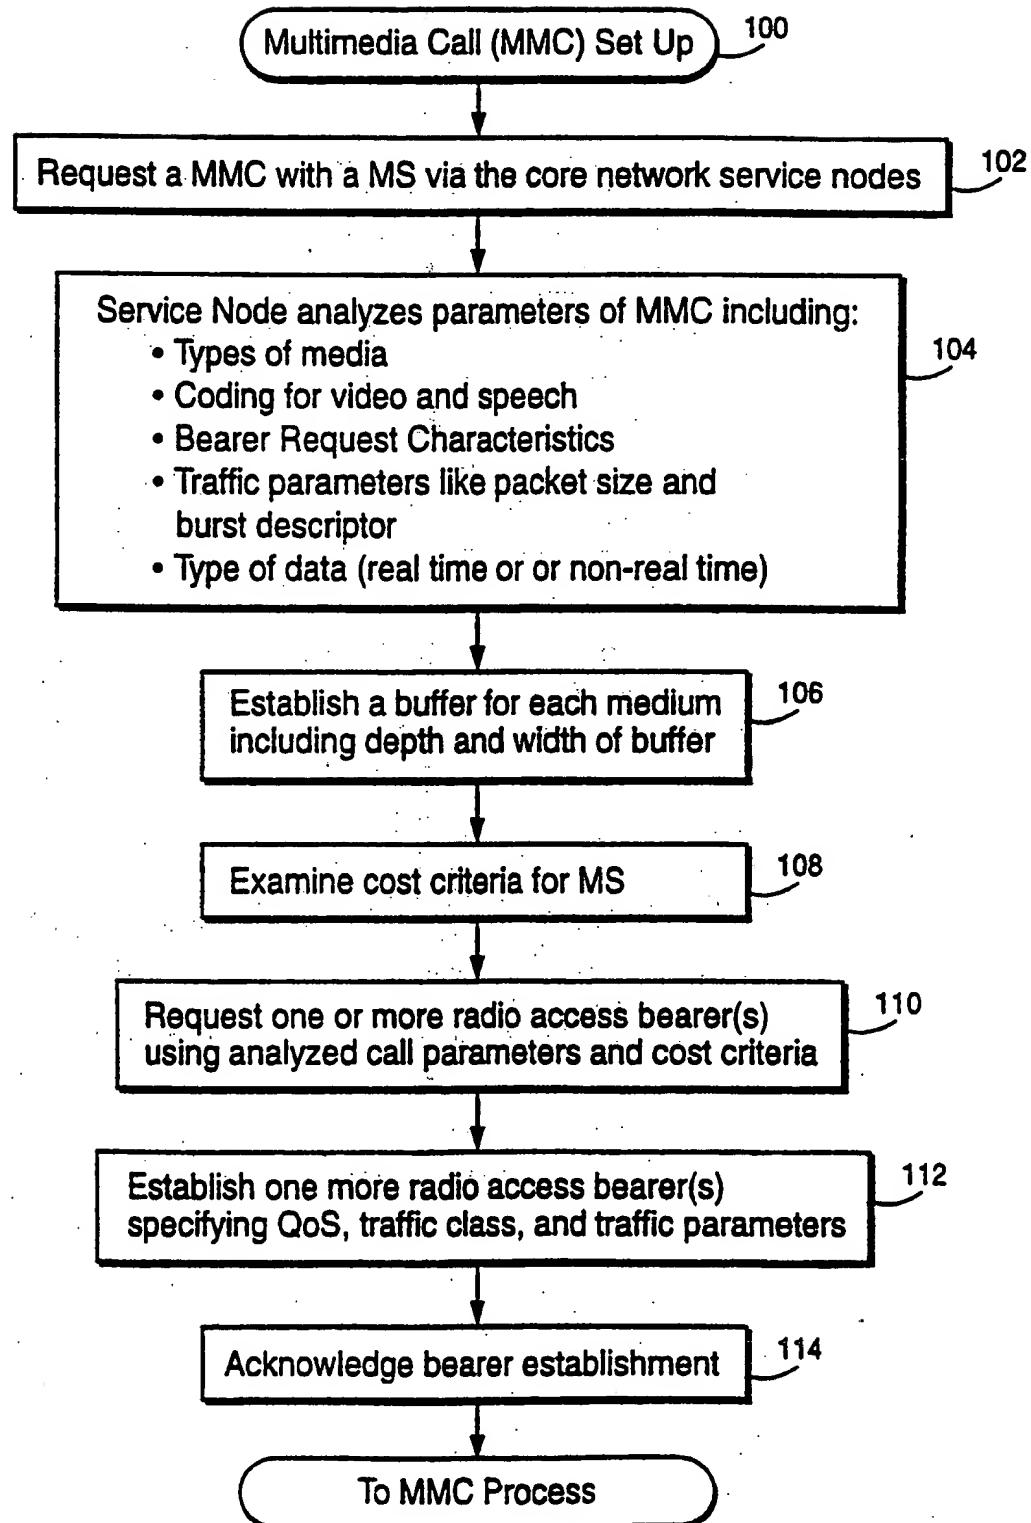 Multimedia Call (MMC) Set Up
100
Request a MMC with a MS via the core network service nodes
102
Service Node analyzes parameters of MMC including:
• Types of media
• Coding for video and speech
• Bearer Request Characteristics
• Traffic parameters like packet size and
burst descriptor
• Type of data (real time or or non-real time)
104
Establish a buffer for each medium
including depth and width of buffer
106
Examine cost criteria for MS
108
Request one or more radio access bearer(s)
using analyzed call parameters and cost criteria
110
Establish one more radio access bearer(s)
specifying QoS, traffic class, and traffic parameters
112
Acknowledge bearer establishment
114
To MMC Process